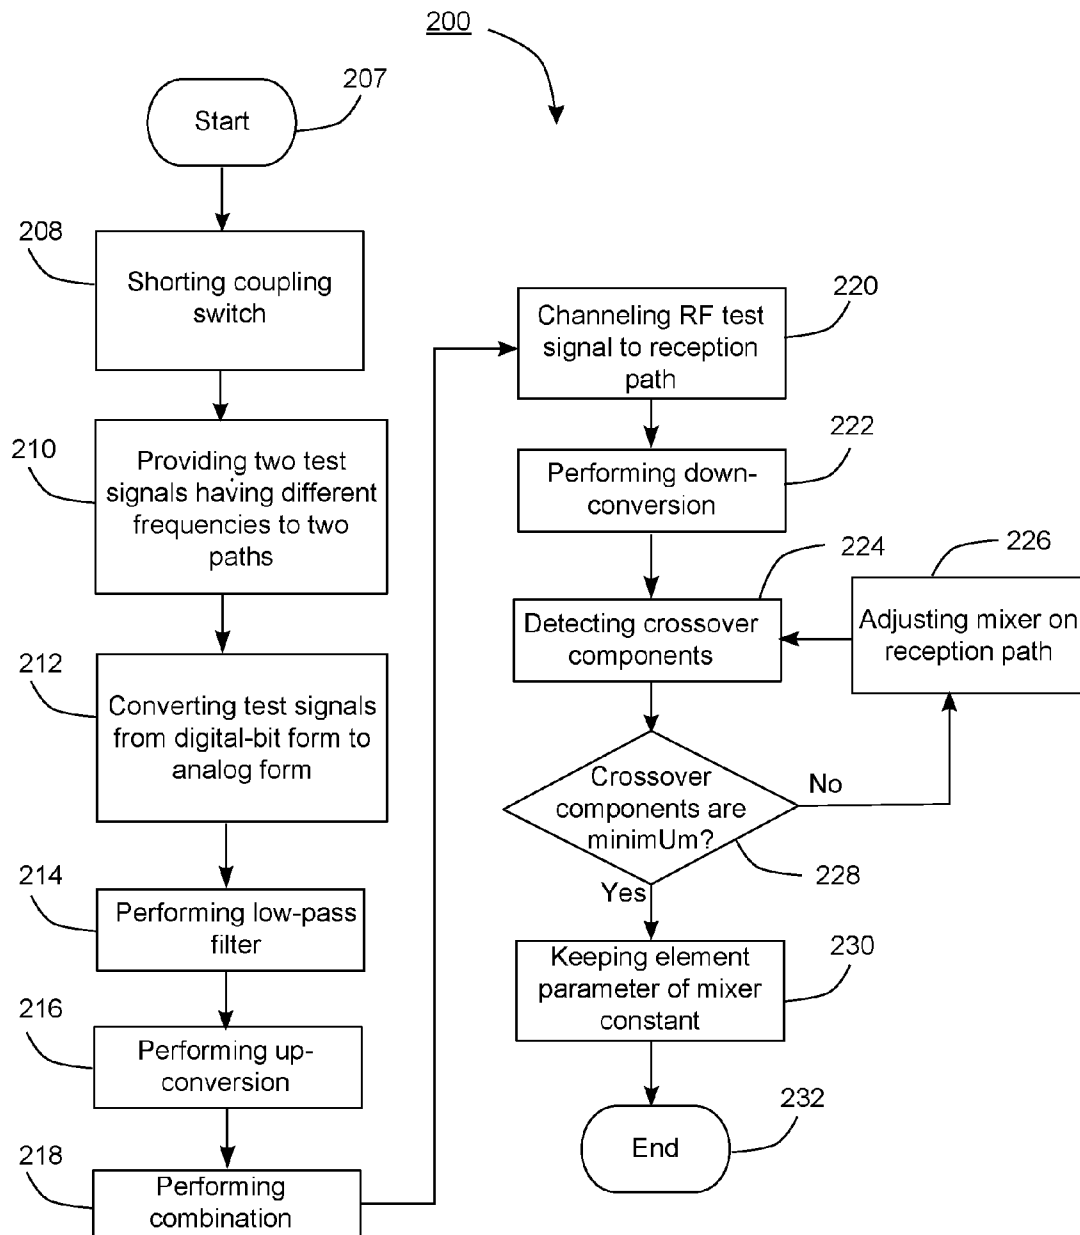 200
207
Start
208
Shorting coupling
switch
210
Providing two test
signals having different
frequencies to two
paths
212
Converting test signals
from digital-bit form to
analog form
214
Performing low-pass
filter
216
Performing up-
conversion
218
Performing
combination
220
Channeling RF test
signal to reception
path
222
Performing down-
conversion
224
Detecting crossover
components
226
Adjusting mixer on
reception path
Crossover
components are
minimUm?
No
228
Yes
230
Keeping element
parameter of mixer
constant
232
End